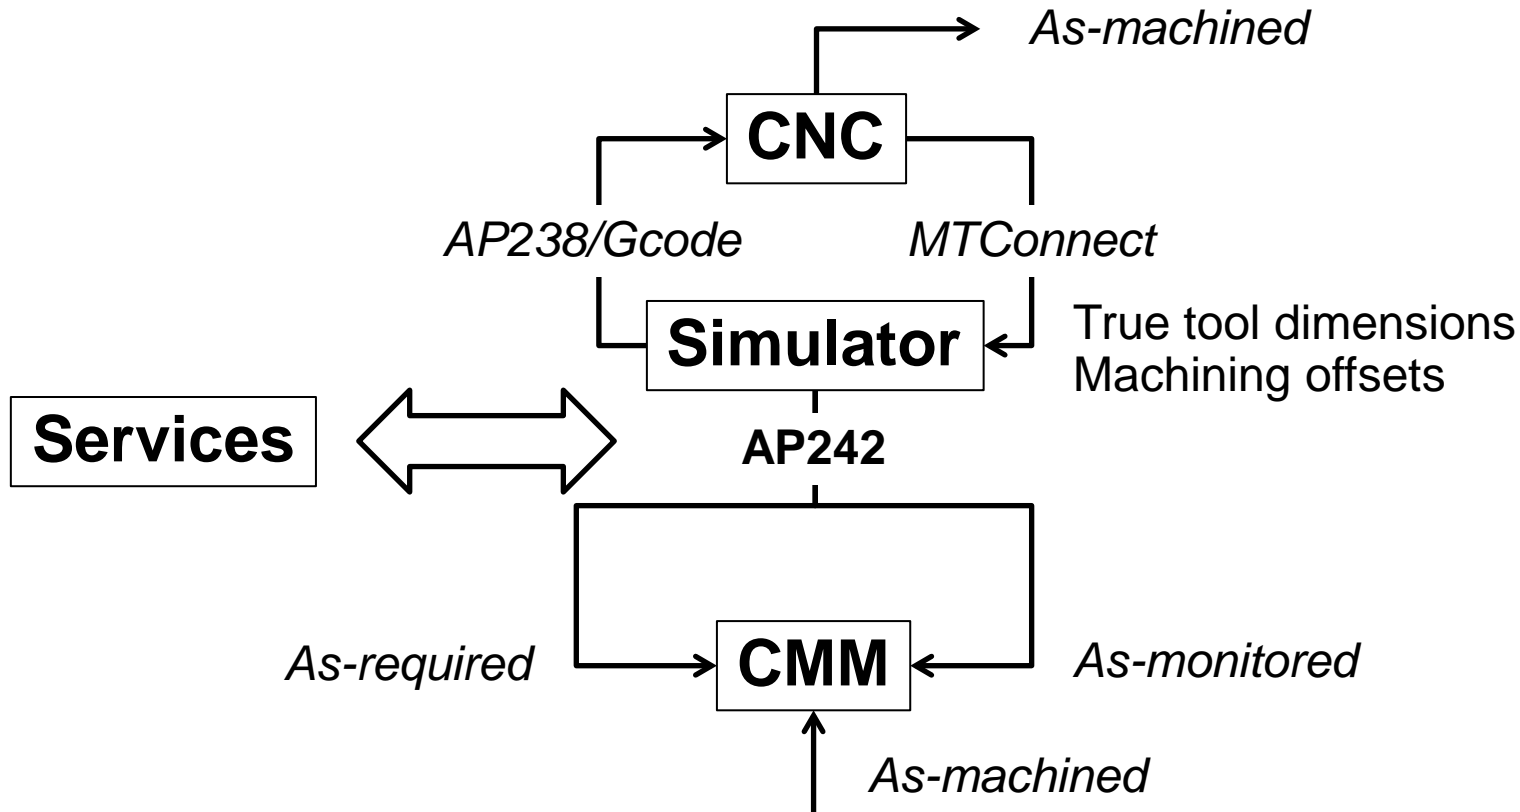 As-machined
CNC
AP238/Gcode
MTConnect
Simulator
True tool dimensions
Machining offsets
Services
AP242
As-required
CMM
As-monitored
As-machined